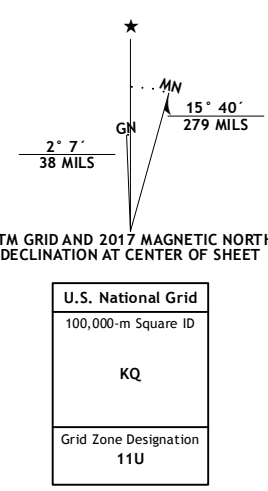 MN
15° 40´
279 MILS
GN
2° 7´
38 MILS
TM GRID AND 2017 MAGNETIC NORTH
DECLINATION AT CENTER OF SHEET
U.S. National Grid
100,000-m Square ID
KQ
Grid Zone Designation
11U